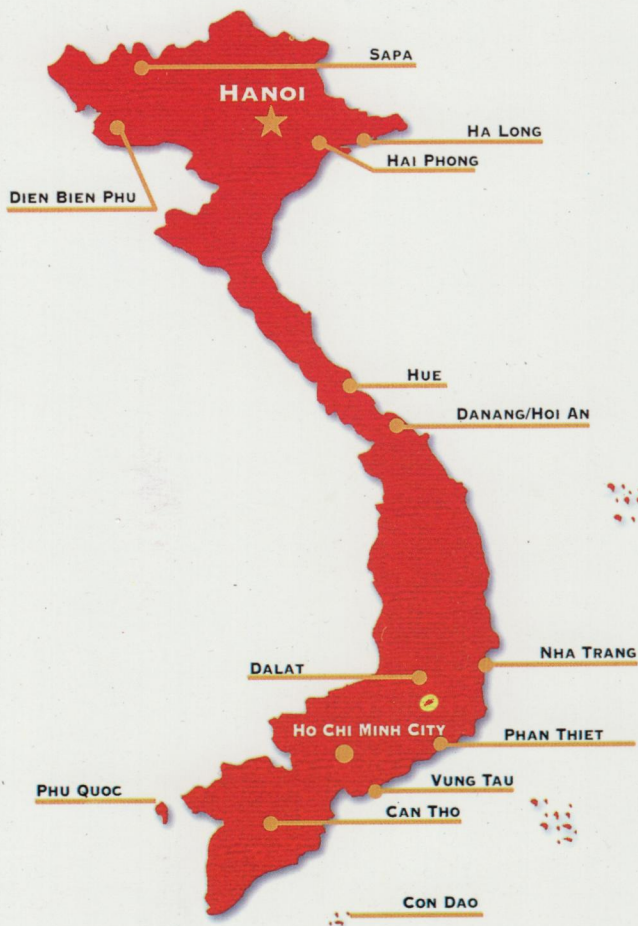 SAPA
HANOI
HA LONG
HAI PHONG
DIEN BIEN PHU
HUE
DANANG/HOI AN
NHA TRANG
DALAT
HO CHI MINH CITY
PHAN THIET
VUNG TAU
PHU QUOC
CAN THO
CON DAO